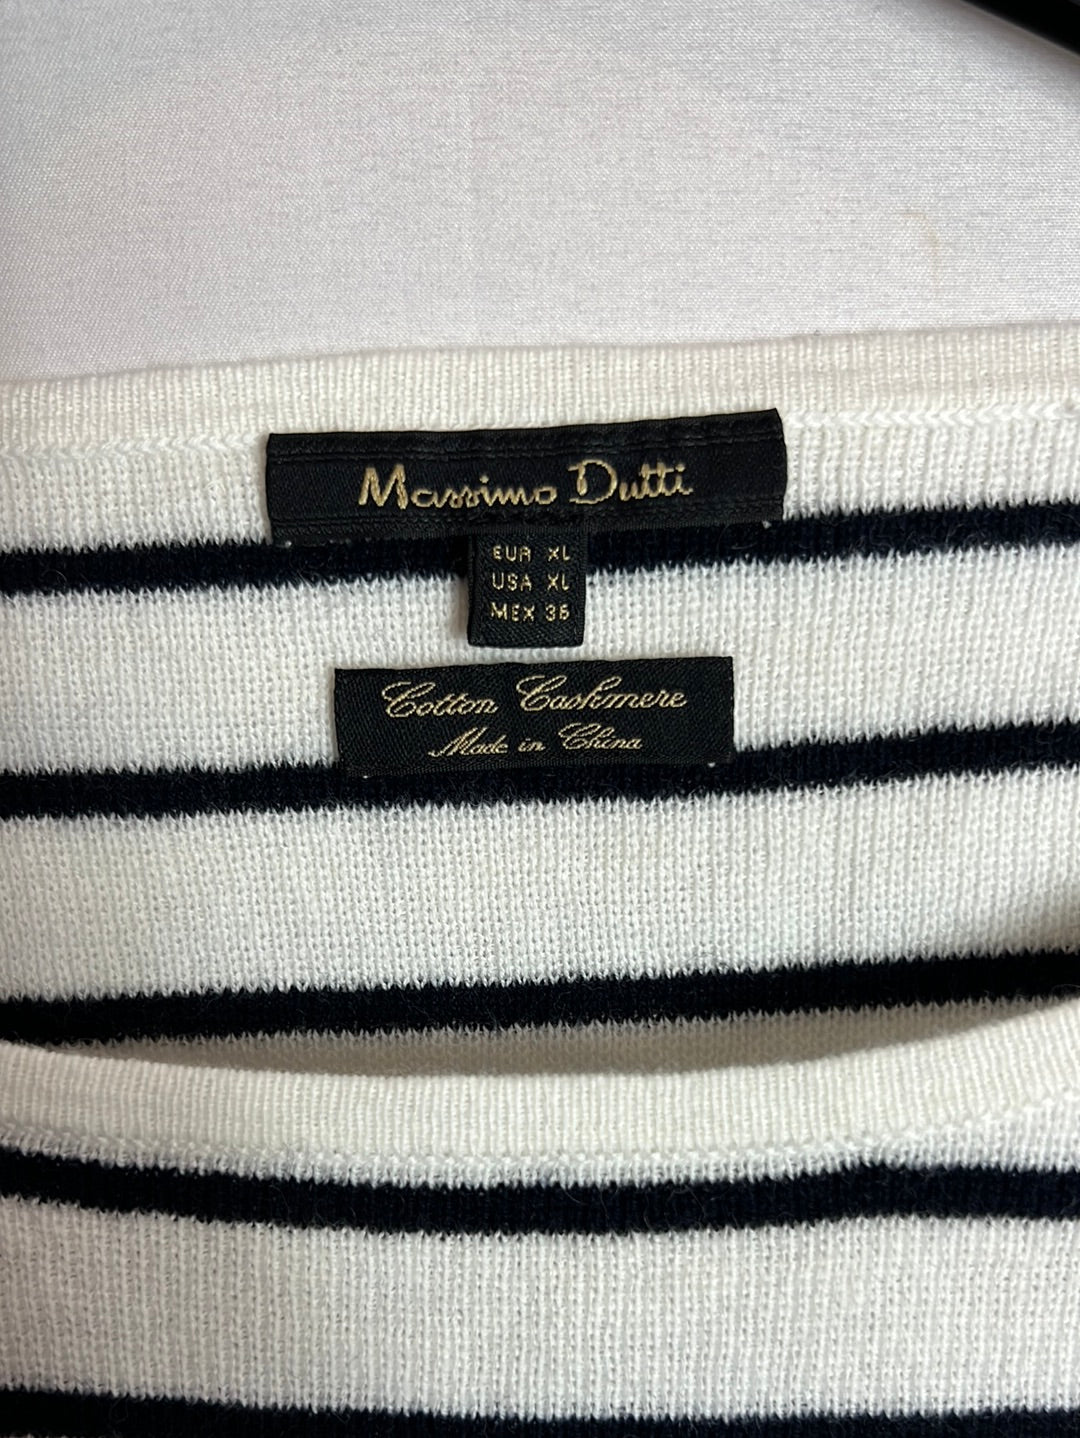 Massimo Dutti
EUR XL
USA XL
MEX 36
Cotton Cashmere
Made in China